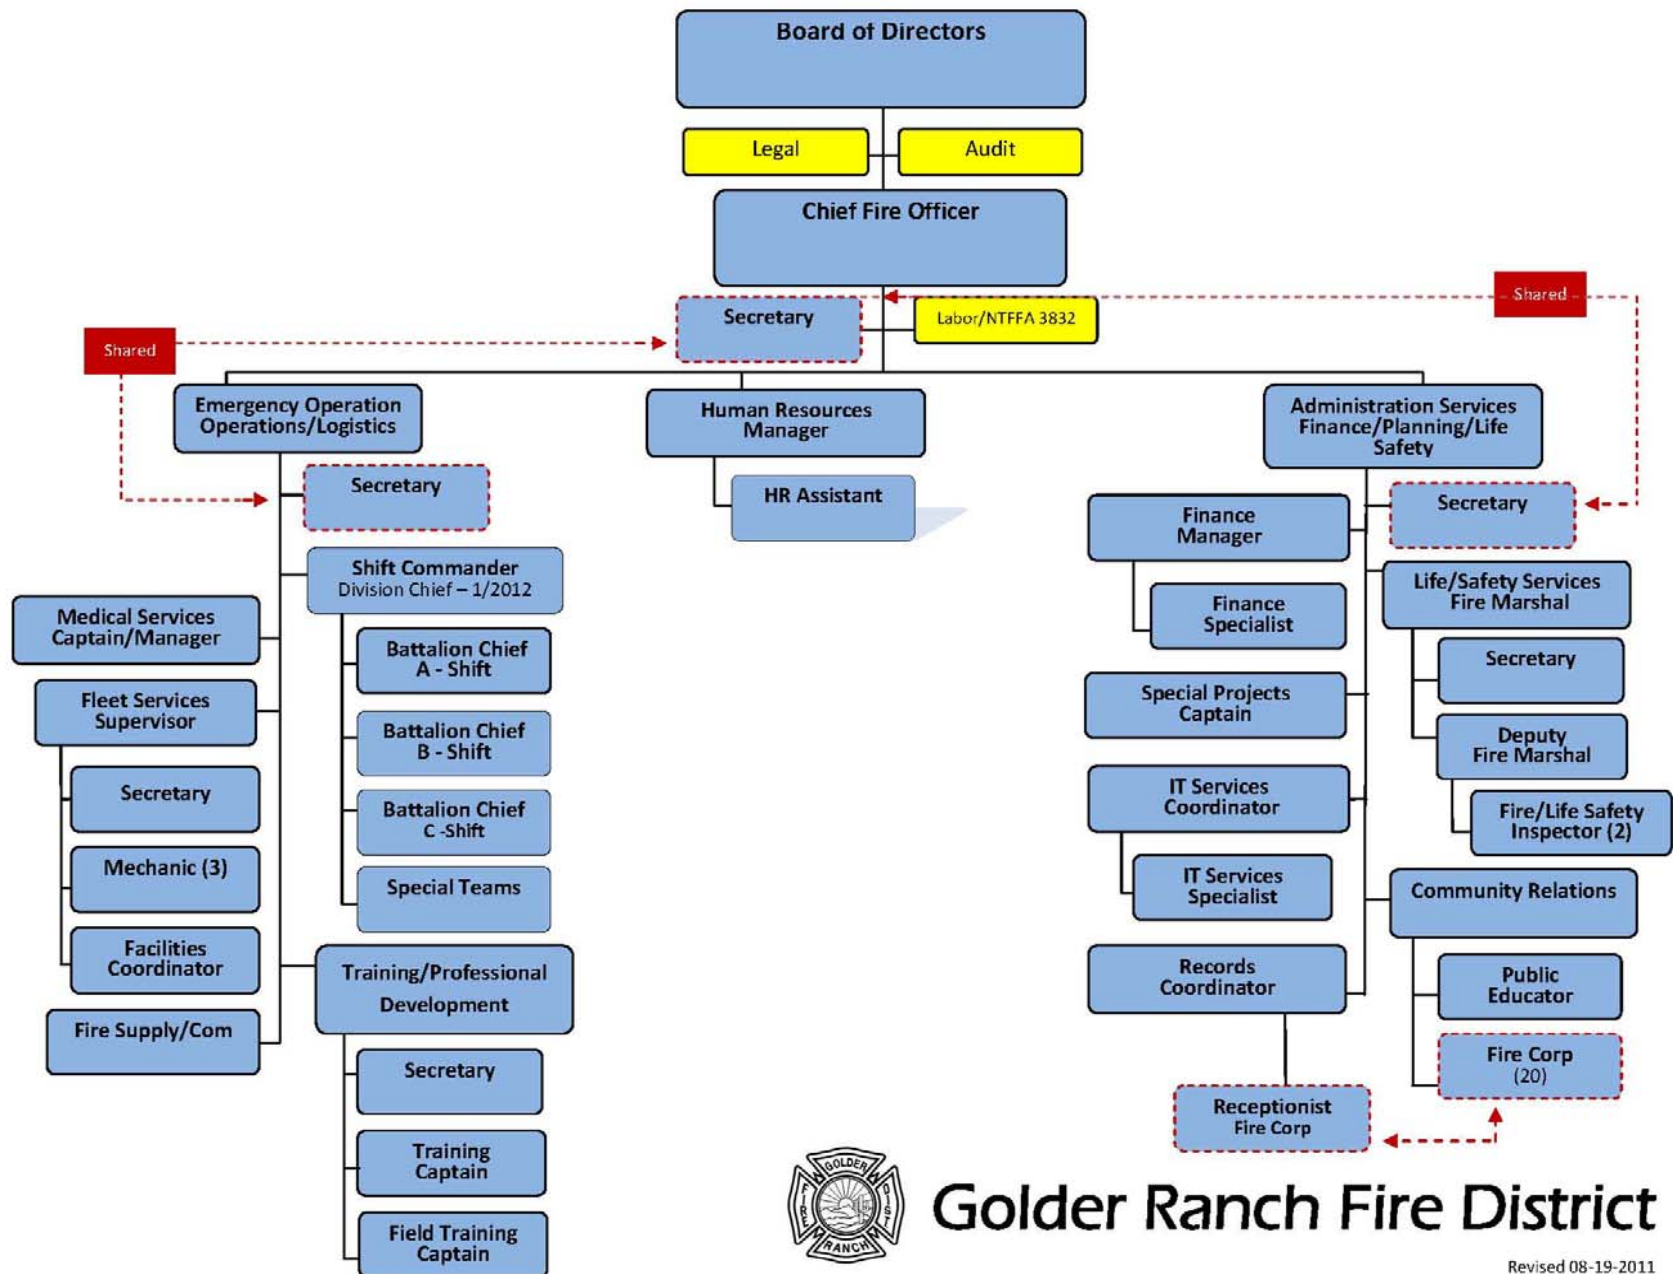 Board of Directors
Legal
Audit
Chief Fire Officer
Shared
Secretary
Labor/NTFFA 3832
Shared
Emergency Operation
Operations/Logistics
Human Resources
Manager
Administration Services
Finance/Planning/Life
Safety
Secretary
HR Assistant
Finance
Manager
Secretary
Shift Commander
Division Chief – 1/2012
Life/Safety Services
Fire Marshal
Medical Services
Captain/Manager
Finance
Specialist
Battalion Chief
A - Shift
Secretary
Fleet Services
Supervisor
Special Projects
Captain
Battalion Chief
B - Shift
Deputy
Fire Marshal
Secretary
IT Services
Coordinator
Battalion Chief
C -Shift
Fire/Life Safety
Inspector (2)
Mechanic (3)
IT Services
Specialist
Special Teams
Community Relations
Facilities
Coordinator
Training/Professional
Development
Records
Coordinator
Public
Educator
Fire Supply/Com
Secretary
Fire Corp
(20)
Receptionist
Fire Corp
Training
Captain
Field Training
Captain
GOLDER
FIRE
DIST
RANCH
Golder Ranch Fire District
Revised 08-19-2011